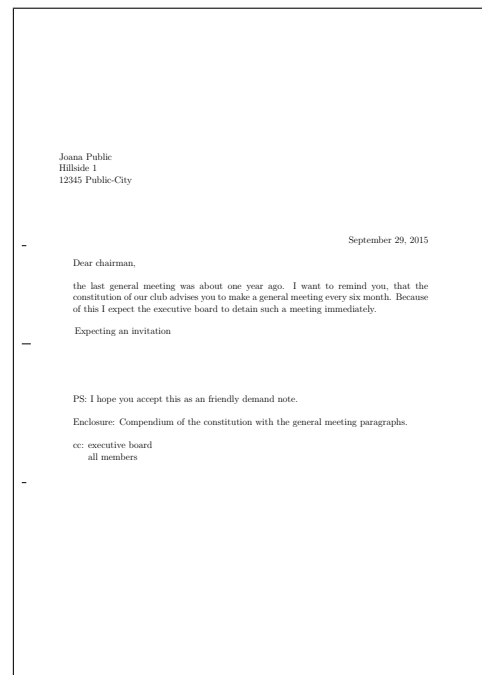 Joana Public
Hillside 1
12345 Public-City
September 29, 2015
Dear chairman,
the last general meeting was about one year ago. I want to remind you, that the
constitution of our club advises you to make a general meeting every six month. Because
of this I expect the executive board to detain such a meeting immediately.
Expecting an invitation
PS: I hope you accept this as an friendly demand note.
Enclosure: Compendium of the constitution with the general meeting paragraphs.
cc: executive board
all members